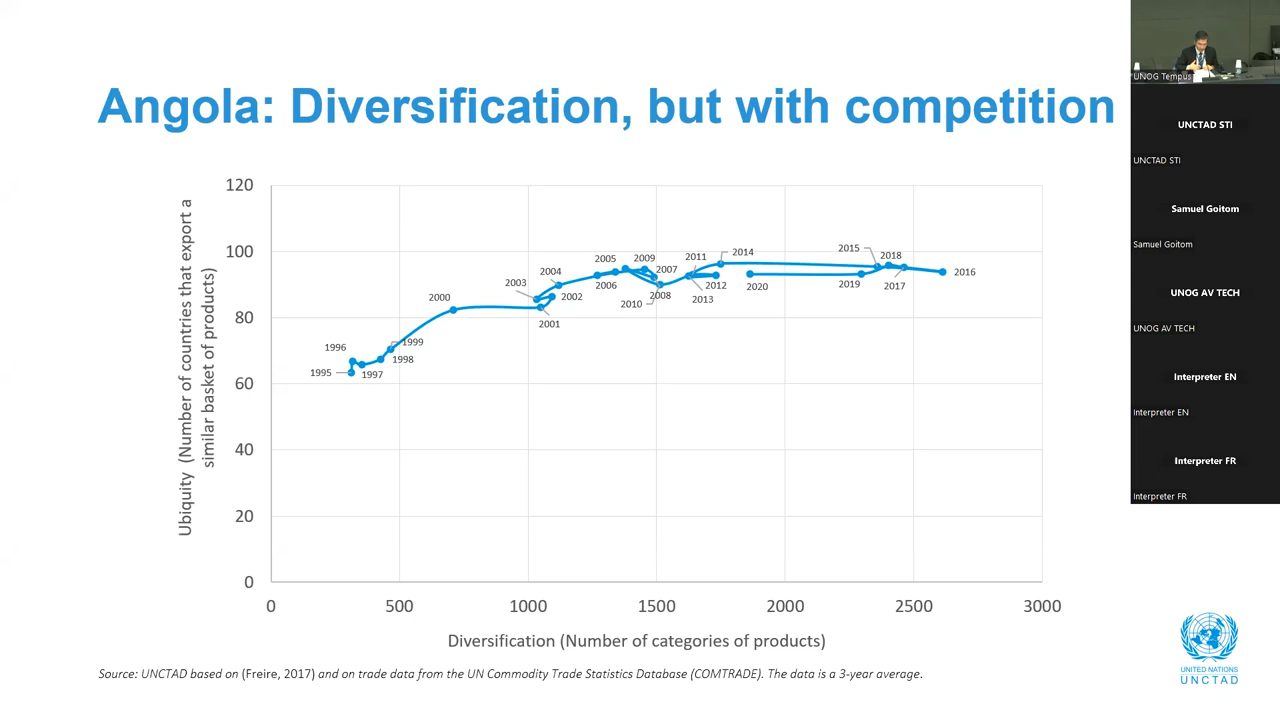 Angola: Diversification, but with competition
Ubiquity (Number of countries that export a
similar basket of products)
120
100
80
60
40
20
0
0
500
1000
1500
2000
2500
3000
1995
1996
1997
1998
1999
2000
2001
2002
2003
2004
2005
2006
2007
2008
2009
2010
2011
2012
2013
2014
2015
2016
2017
2018
2019
2020
Diversification (Number of categories of products)
Source: UNCTAD based on (Freire, 2017) and on trade data from the UN Commodity Trade Statistics Database (COMTRADE). The data is a 3-year average.
UNOG Tempus
UNCTAD STI
UNCTAD STI
Samuel Goitom
Samuel Goitom
UNOG AV TECH
UNOG AV TECH
Interpreter EN
Interpreter EN
Interpreter FR
Interpreter FR
UNITED NATIONS
UNCTAD